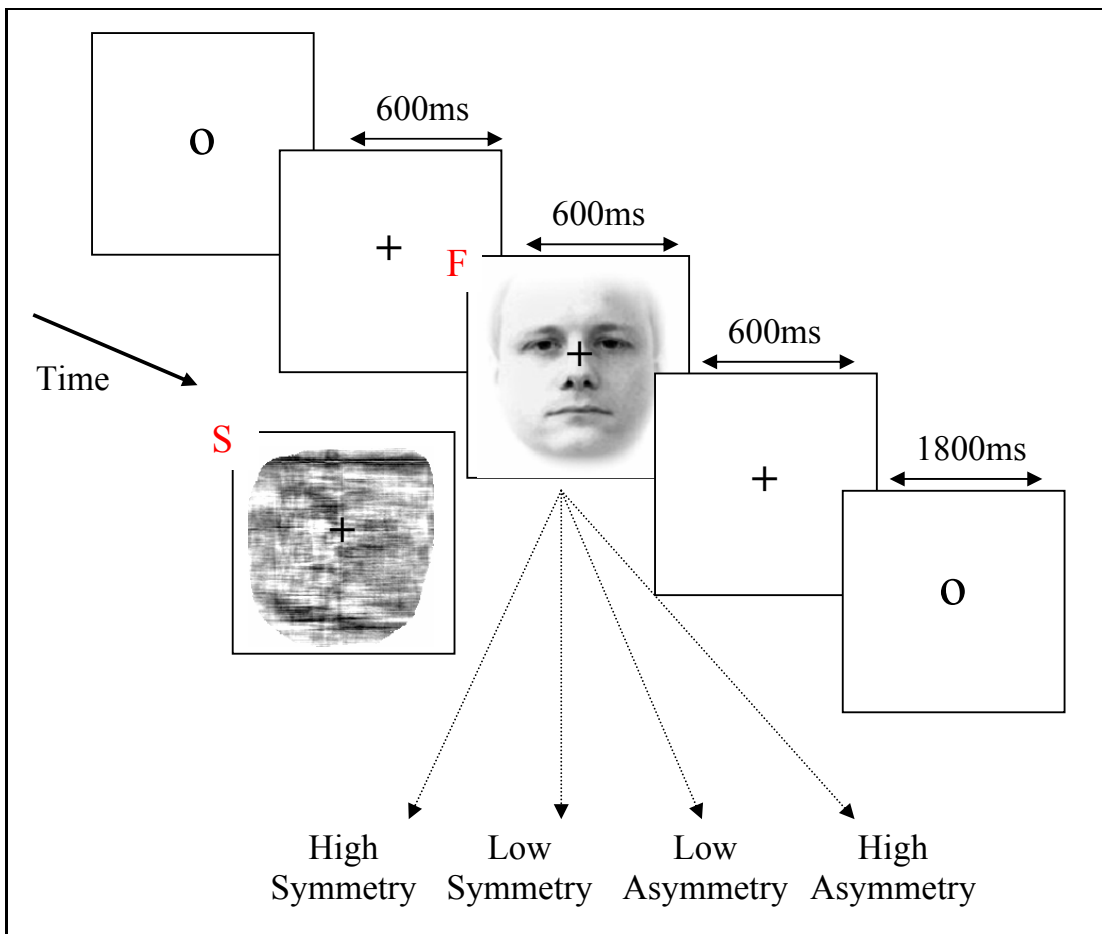 o
600ms
+
600ms
F
+
600ms
Time
S
+
+
1800ms
o
High
Symmetry
Low
Symmetry
Low
Asymmetry
High
Asymmetry